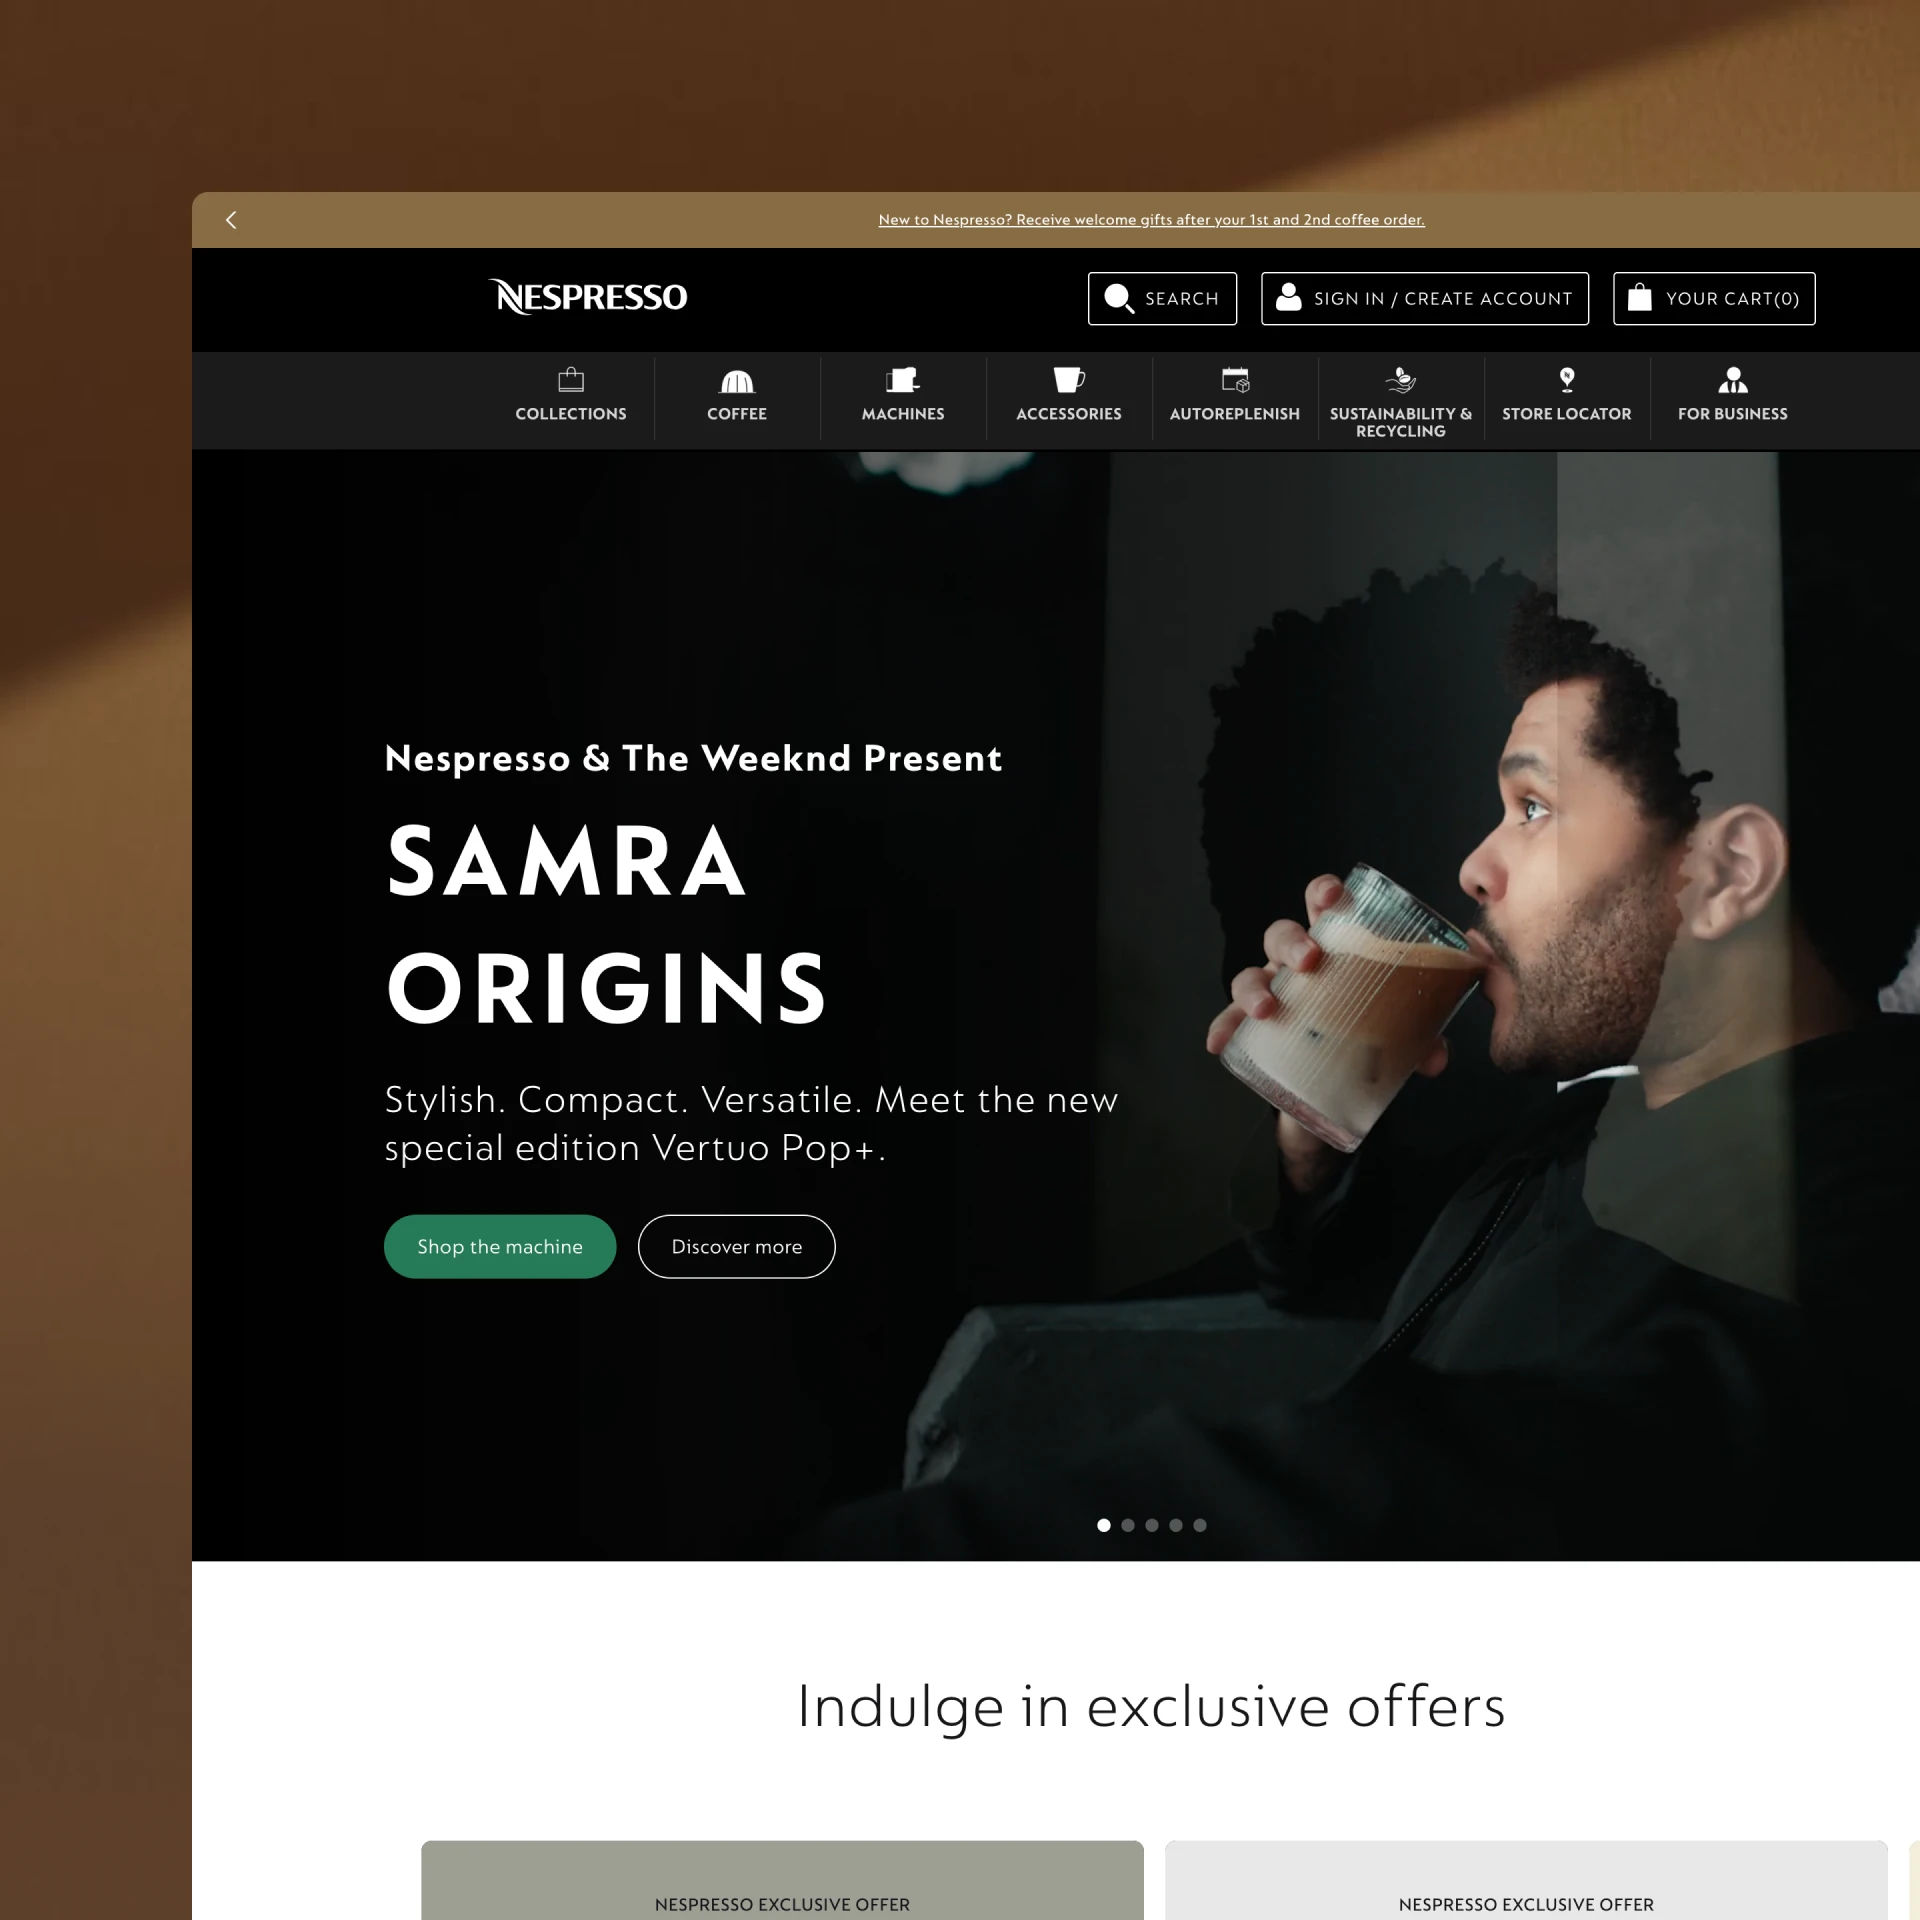 New to Nespresso? Receive welcome gifts after your 1st and 2nd coffee order.
NESPRESSO
SEARCH
SIGN IN / CREATE ACCOUNT
YOUR CART(0)
COLLECTIONS
COFFEE
MACHINES
ACCESSORIES
AUTOREPLENISH
SUSTAINABILITY &
RECYCLING
STORE LOCATOR
FOR BUSINESS
Nespresso & The Weeknd Present
SAMRA
ORIGINS
Stylish. Compact. Versatile. Meet the new
special edition Vertuo Pop+.
Shop the machine
Discover more
Indulge in exclusive offers
NESPRESSO EXCLUSIVE OFFER
NESPRESSO EXCLUSIVE OFFER